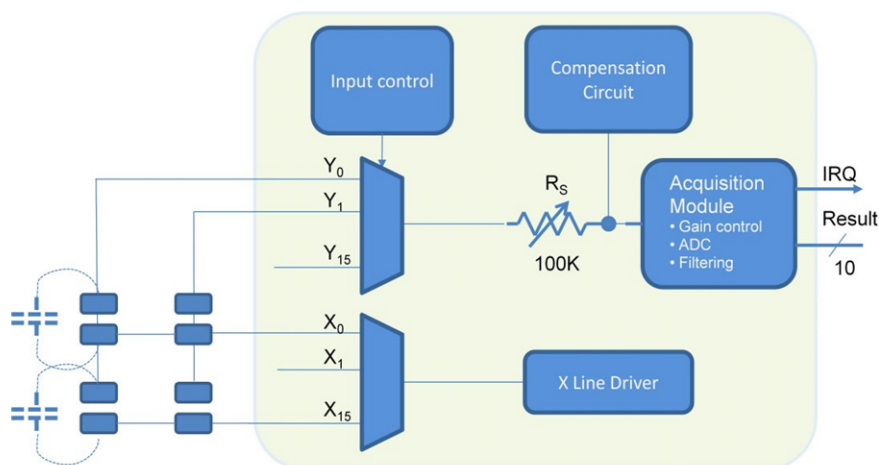 Input control
Compensation
Circuit
Y0
Y1
Y15
RS
100K
Acquisition
Module
• Gain control
• ADC
• Filtering
IRQ
Result
10
X0
X1
X15
X Line Driver